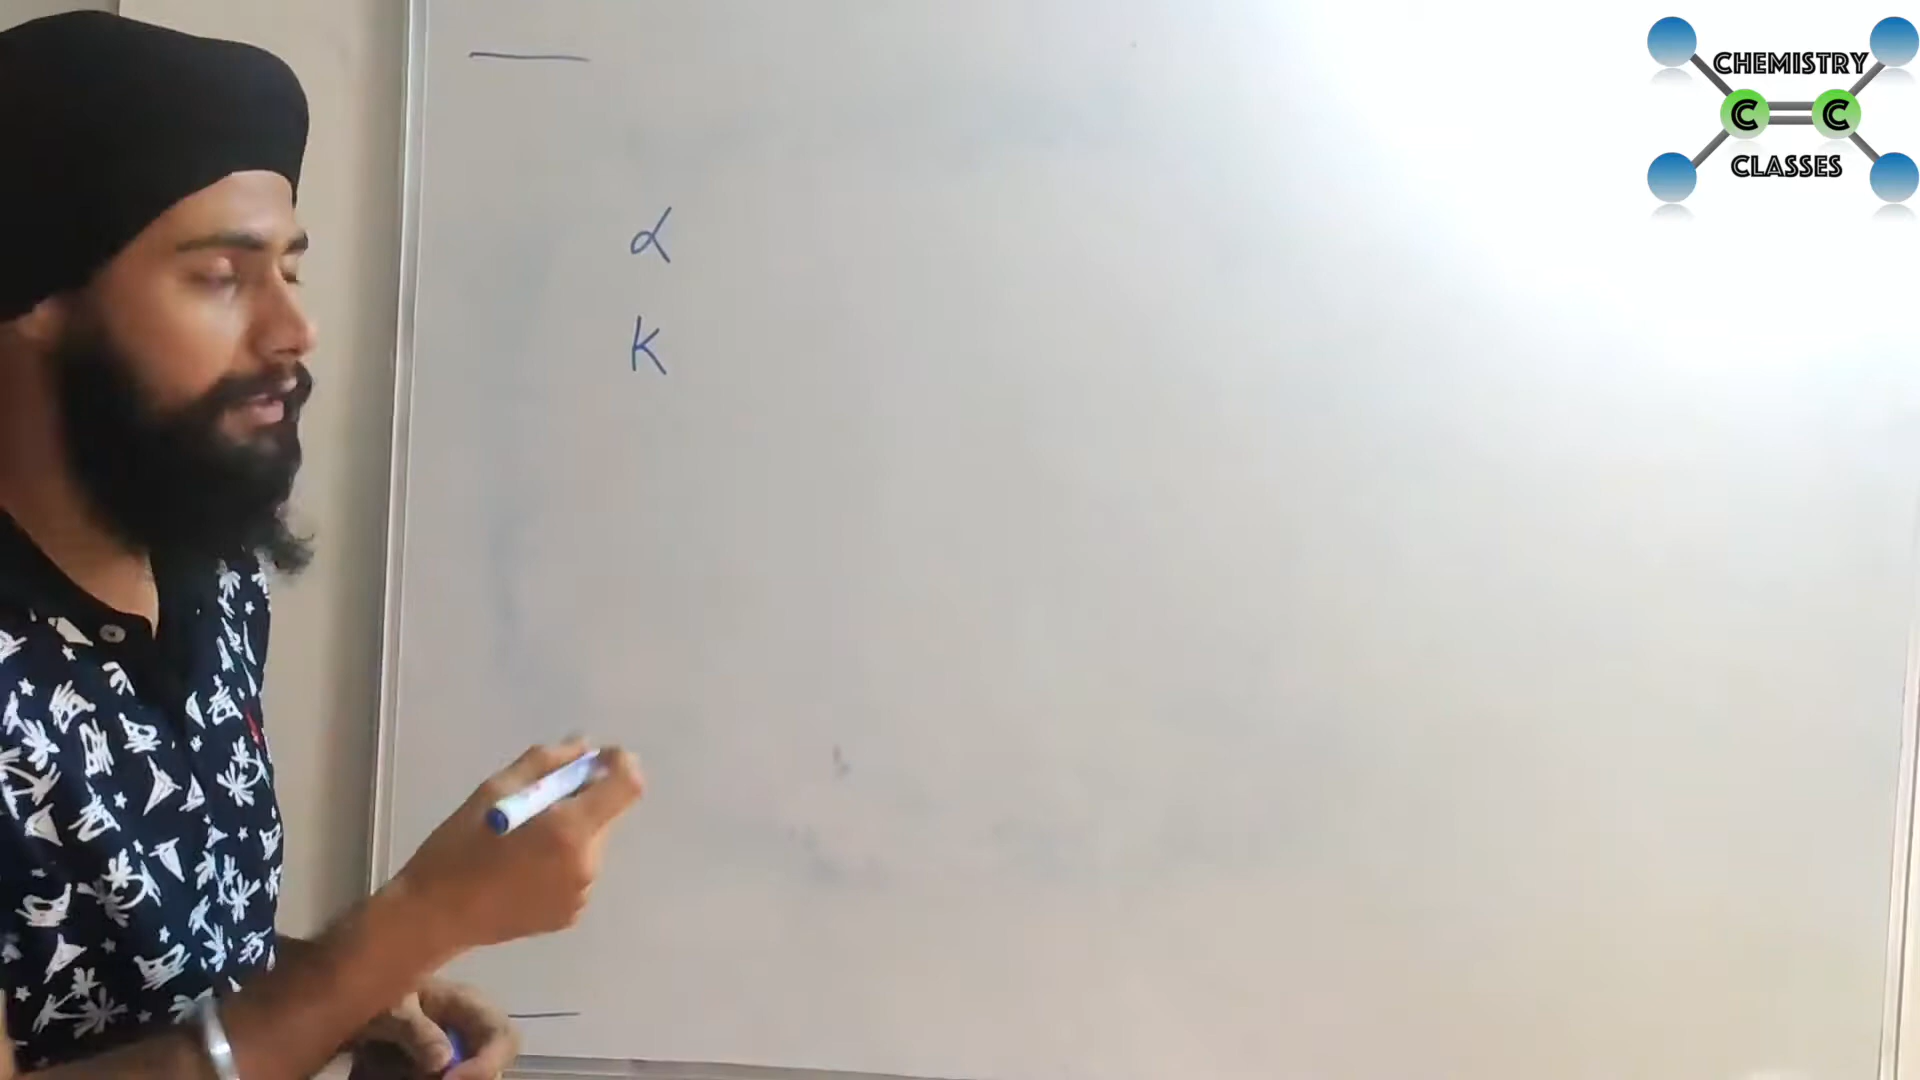 α
K
CHEMISTRY
C = C
CLASSES